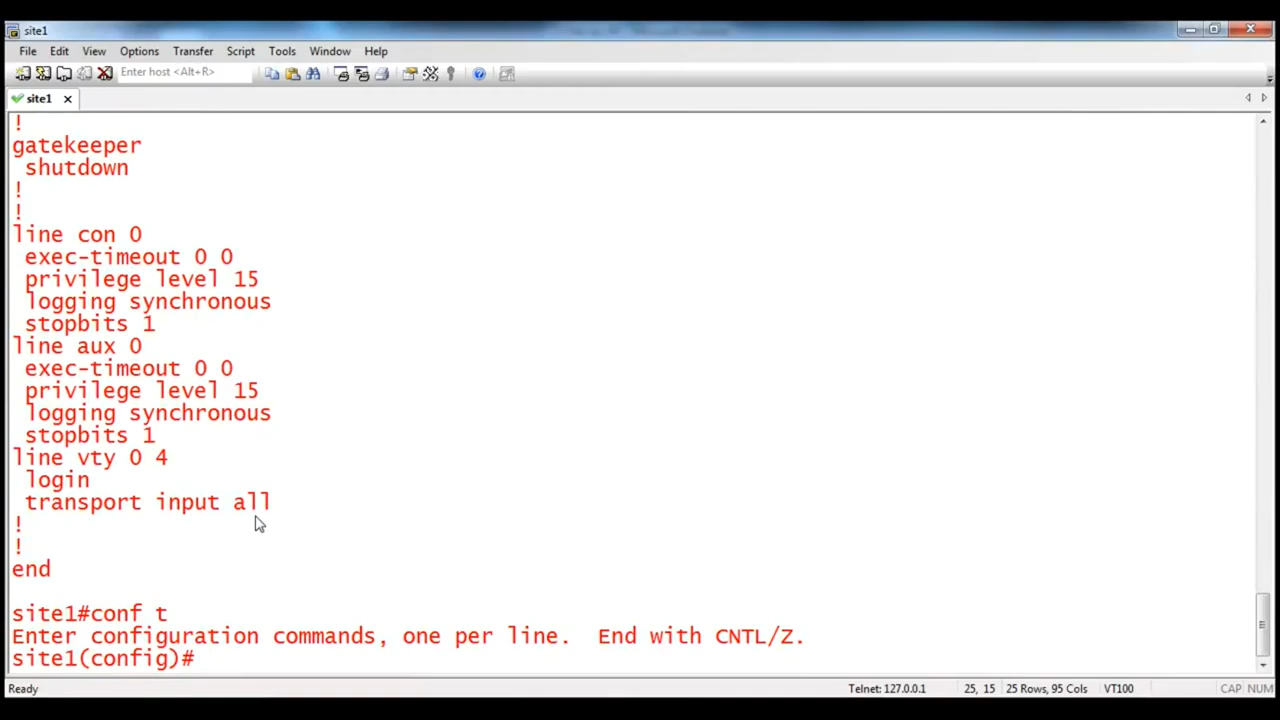 site1
File Edit View Options Transfer Script Tools Window Help
Enter host <Alt+R>
site1
!
gatekeeper
shutdown
!
!
line con 0
exec-timeout 0 0
privilege level 15
logging synchronous
stopbits 1
line aux 0
exec-timeout 0 0
privilege level 15
logging synchronous
stopbits 1
line vty 0 4
login
transport input all
!
!
end
site1#conf t
Enter configuration commands, one per line.  End with CNTL/Z.
site1(config)#
Ready Telnet: 127.0.0.1 25, 15 25 Rows, 95 Cols VT100 CAP NUM